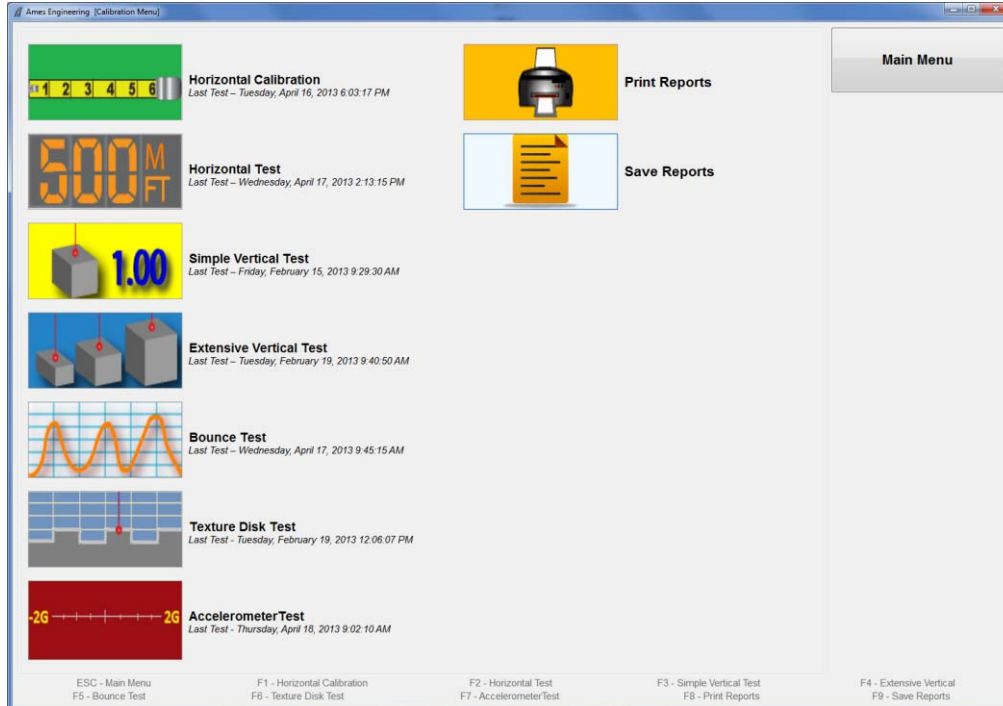 Ames Engineering [Calibration Menu]
1 2 3 4 5 6
Horizontal Calibration
Last Test – Tuesday, April 16, 2013 6:03:17 PM
500 M FT
Horizontal Test
Last Test – Wednesday, April 17, 2013 2:13:15 PM
1.00
Simple Vertical Test
Last Test – Friday, February 15, 2013 9:29:30 AM
Extensive Vertical Test
Last Test – Tuesday, February 19, 2013 9:40:50 AM
Bounce Test
Last Test – Wednesday, April 17, 2013 9:45:15 AM
Texture Disk Test
Last Test - Tuesday, February 19, 2013 12:06:07 PM
-2G 2G
AccelerometerTest
Last Test - Thursday, April 18, 2013 9:02:10 AM
Print Reports
Save Reports
Main Menu
ESC - Main Menu F1 - Horizontal Calibration F2 - Horizontal Test F3 - Simple Vertical Test F4 - Extensive Vertical
F5 - Bounce Test F6 - Texture Disk Test F7 - AccelerometerTest F8 - Print Reports F9 - Save Reports